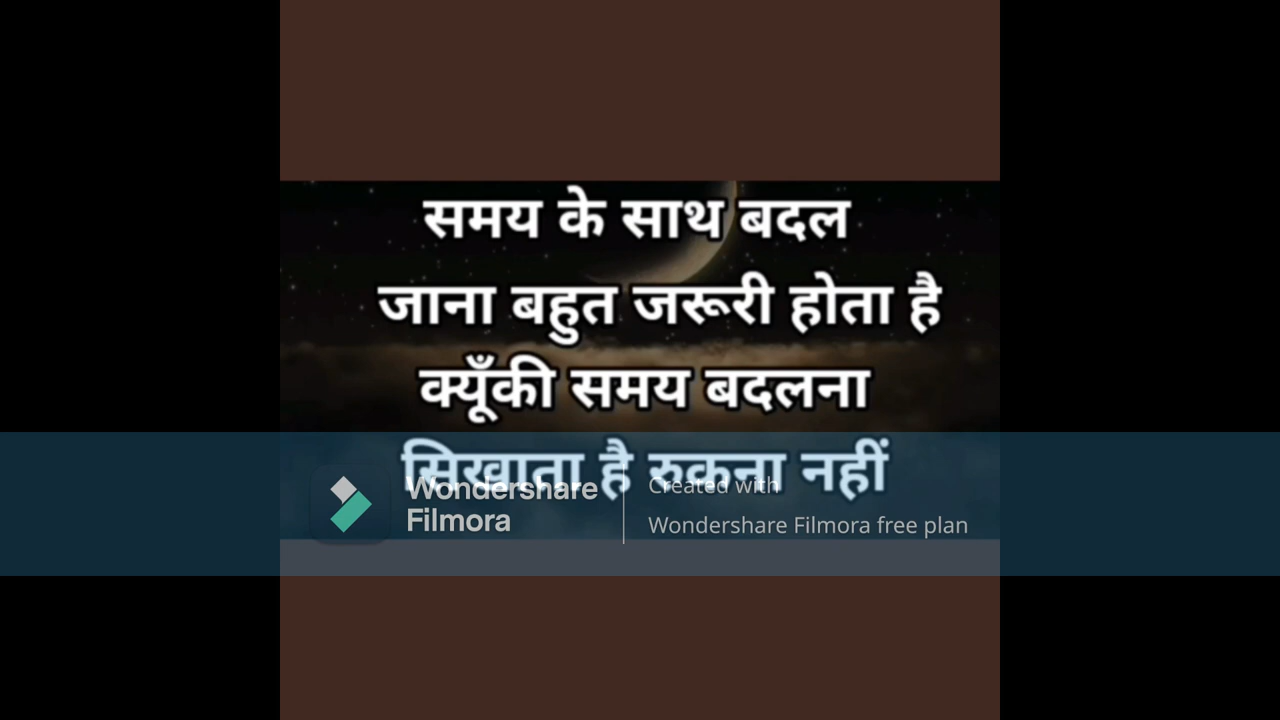 समय के साथ बदल
जाना बहुत जरूरी होता है
क्यूँकी समय बदलना
सिखाता है रुकना नहीं
Wondershare
Filmora
Created with
Wondershare Filmora free plan